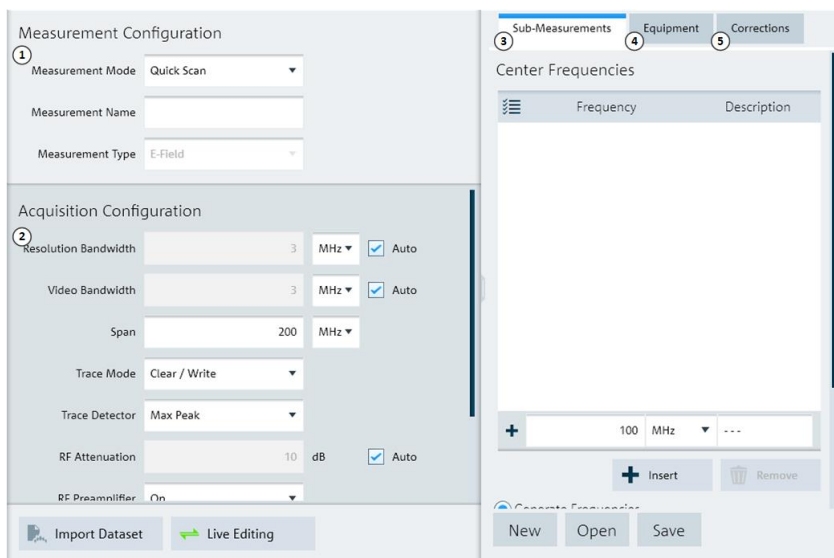 Measurement Configuration
1
Measurement Mode Quick Scan
Measurement Name
Measurement Type E-Field
Acquisition Configuration
2
Resolution Bandwidth 3 MHz Auto
Video Bandwidth 3 MHz Auto
Span 200 MHz
Trace Mode Clear / Write
Trace Detector Max Peak
RF Attenuation 10 dB Auto
RF Preamplifier On
Import Dataset Live Editing
Sub-Measurements Equipment Corrections
3 4 5
Center Frequencies
Frequency Description
+ 100 MHz ---
+ Insert Remove
Generate Frequencies
New Open Save